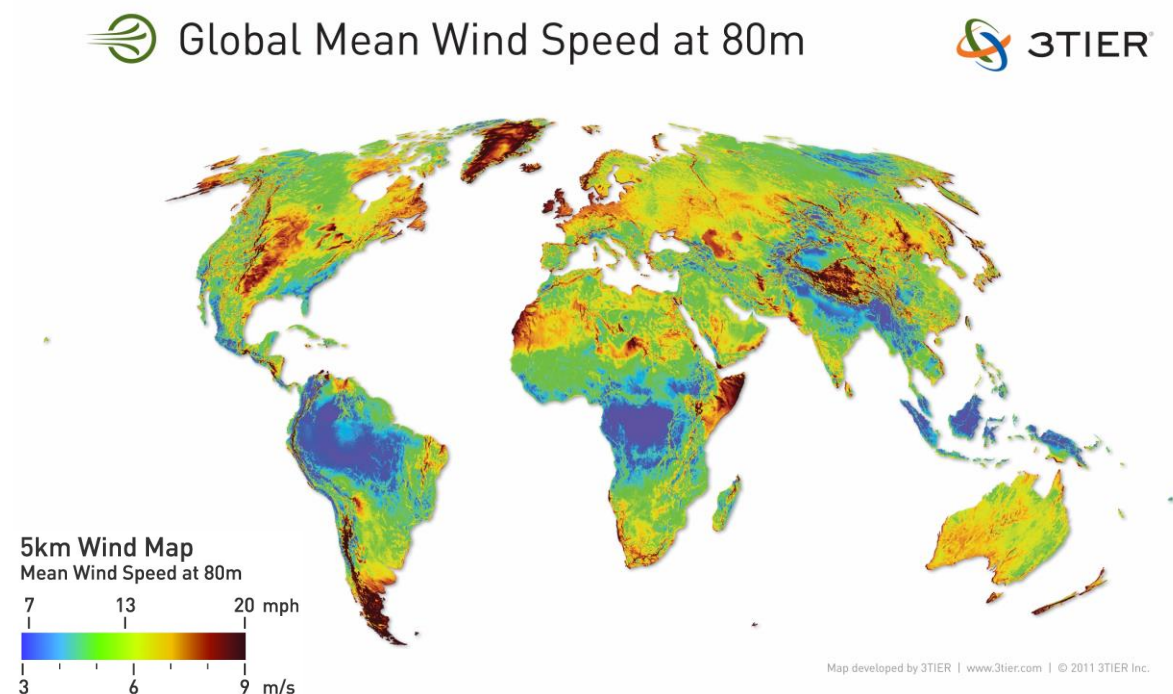 Global Mean Wind Speed at 80m
3TIER®
5km Wind Map
Mean Wind Speed at 80m
7 13 20 mph
3 6 9 m/s
Map developed by 3TIER | www.3tier.com | © 2011 3TIER Inc.